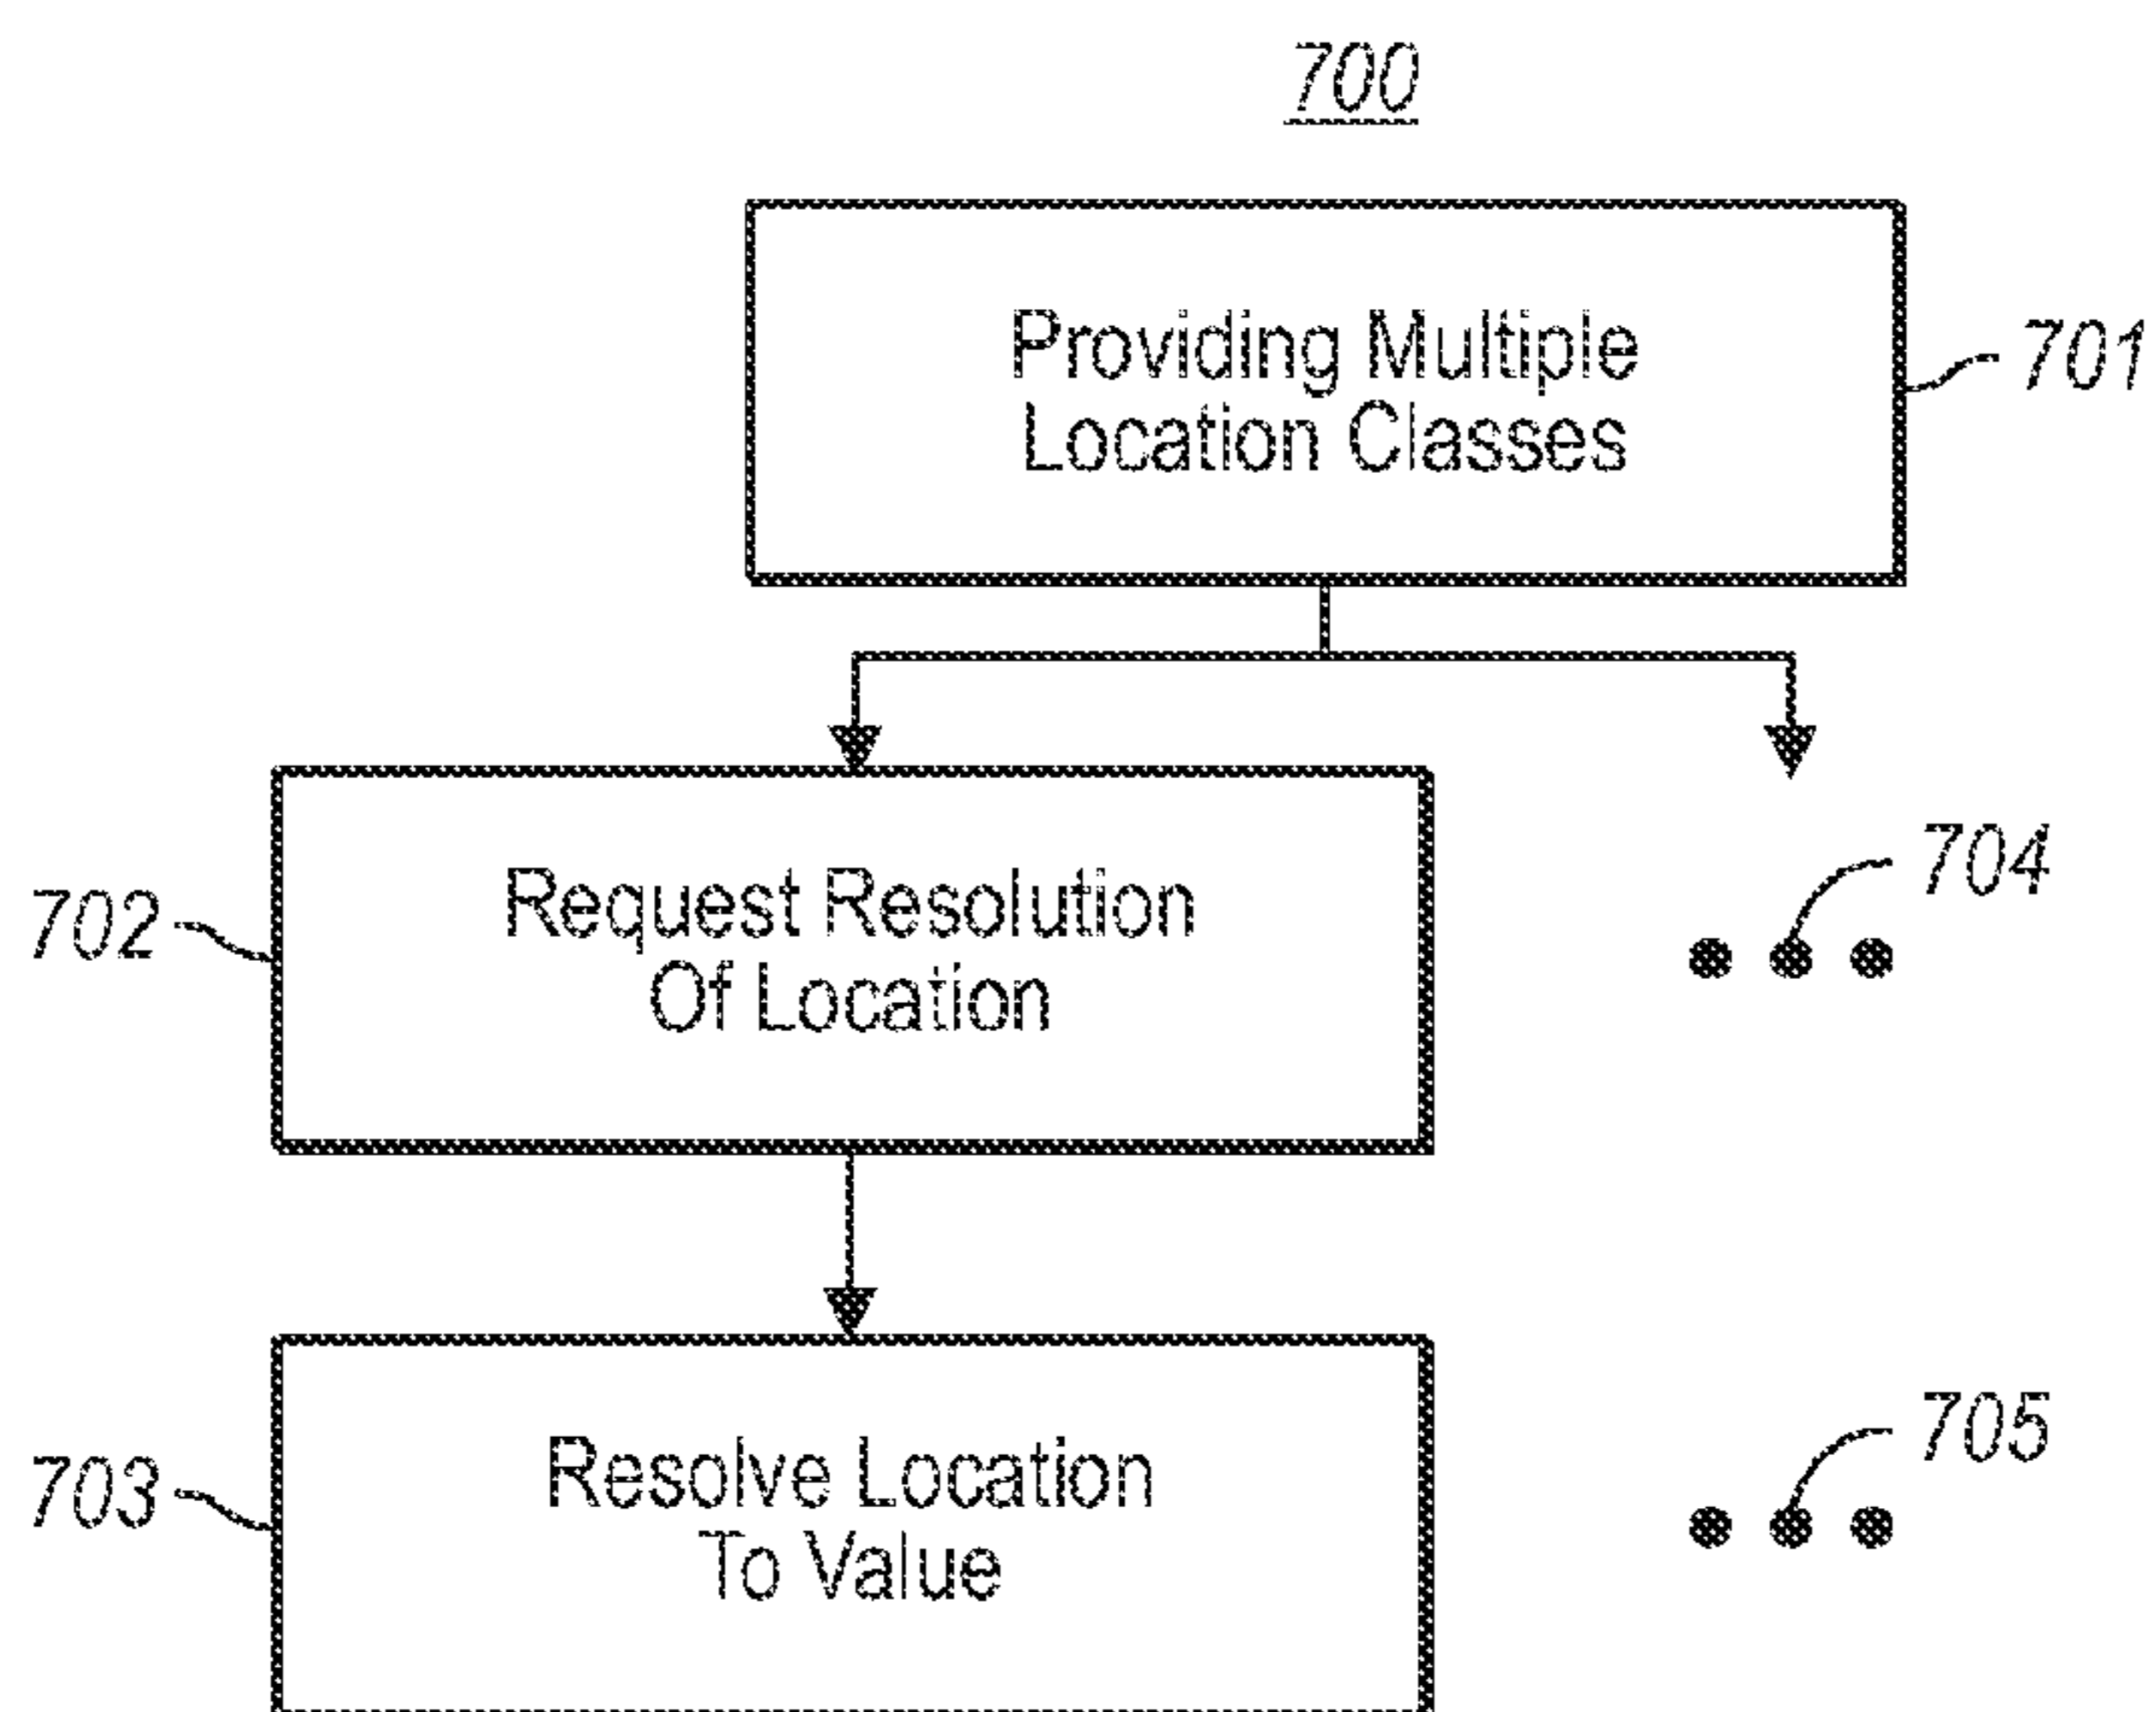 700
Providing Multiple
Location Classes
701
Request Resolution
Of Location
702
704
Resolve Location
To Value
703
705